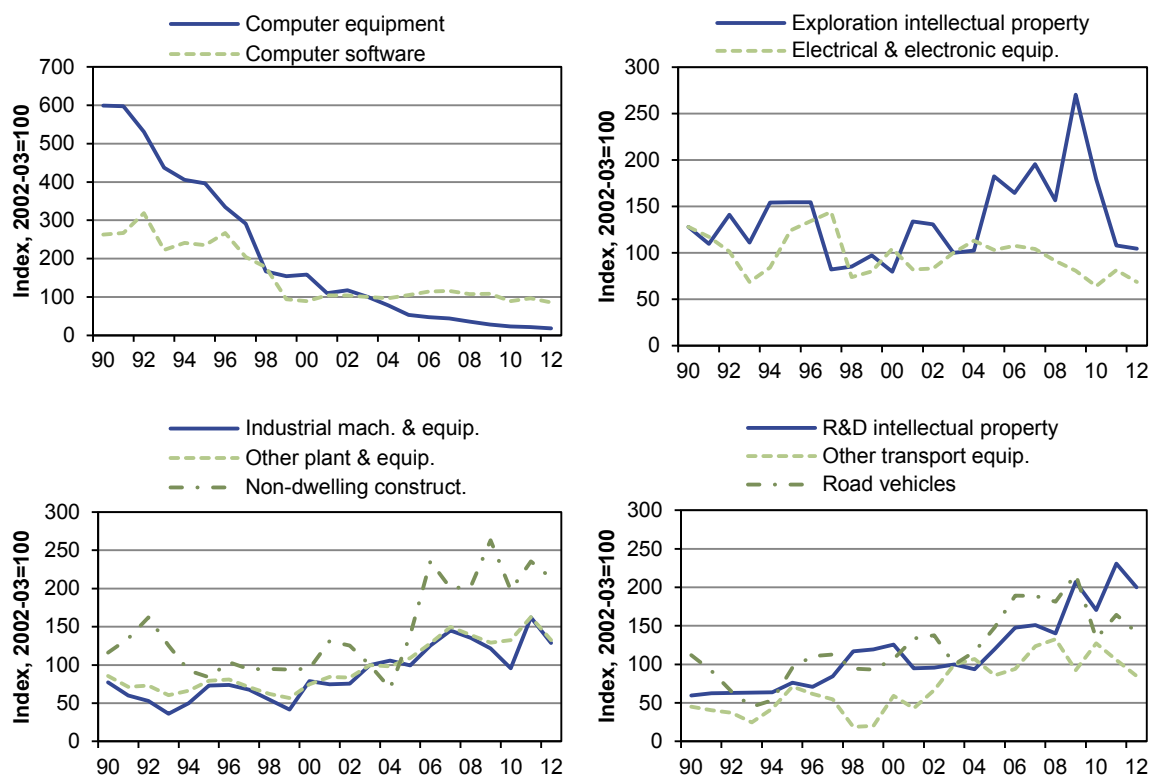 Computer equipment
Computer software
Index, 2002-03=100
700
600
500
400
300
200
100
0
90 92 94 96 98 00 02 04 06 08 10 12
Exploration intellectual property
Electrical & electronic equip.
Index, 2002-03=100
300
250
200
150
100
50
0
90 92 94 96 98 00 02 04 06 08 10 12
Industrial mach. & equip.
Other plant & equip.
Non-dwelling construct.
Index, 2002-03=100
300
250
200
150
100
50
0
90 92 94 96 98 00 02 04 06 08 10 12
R&D intellectual property
Other transport equip.
Road vehicles
Index, 2002-03=100
300
250
200
150
100
50
0
90 92 94 96 98 00 02 04 06 08 10 12